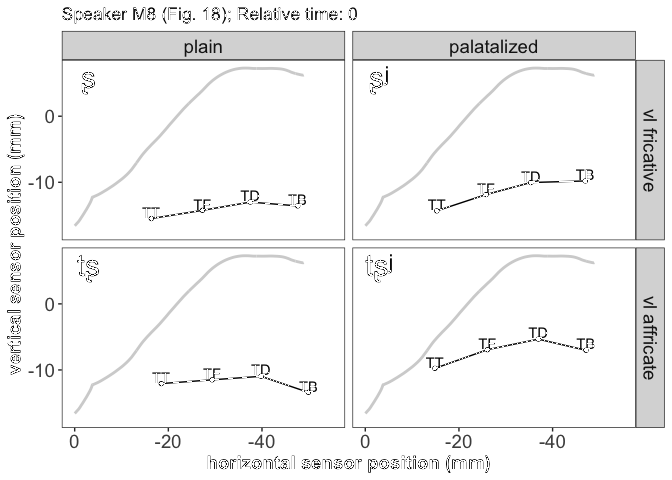 Speaker M8 (Fig. 18); Relative time: 0
plain
palatalized
ʂ
ʂʲ
vl fricative
TT
TF
TD
TB
TT
TF
TD
TB
0
-10
vertical sensor position (mm)
tʂ
tʂʲ
vl affricate
TT
TF
TD
TB
TT
TF
TD
TB
0
-10
0
-20
-40
0
-20
-40
horizontal sensor position (mm)